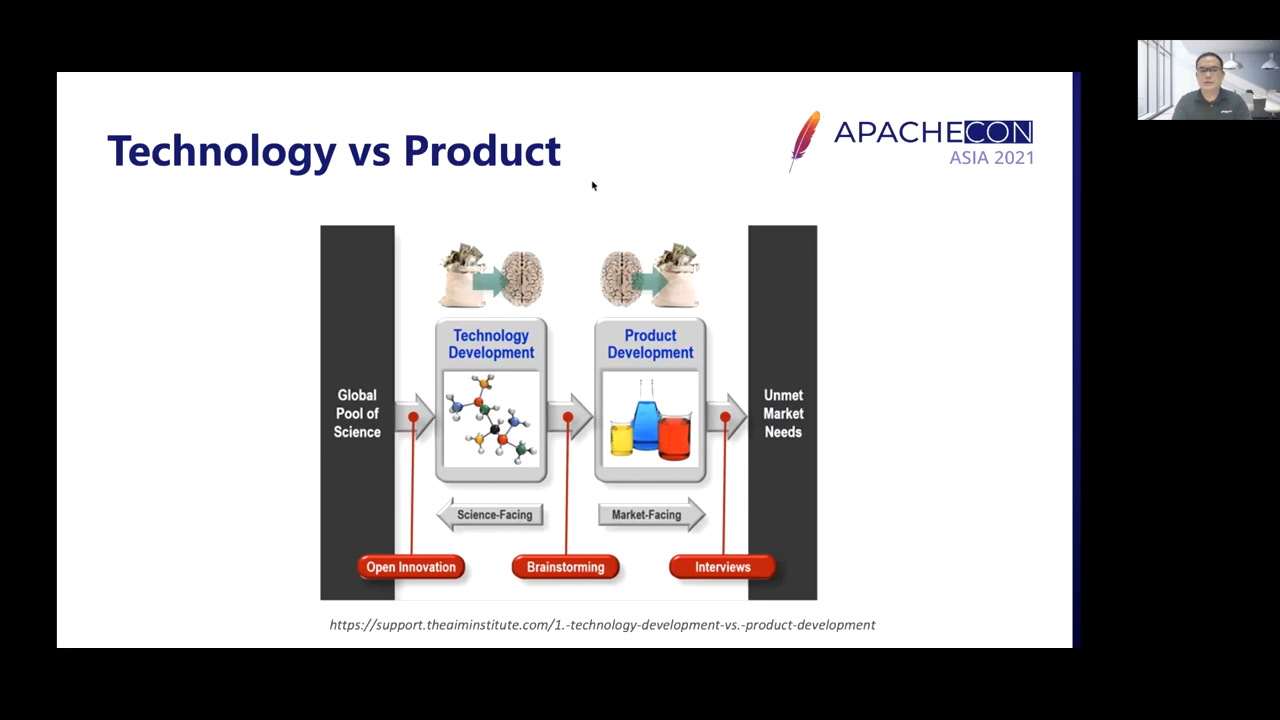 Technology vs Product
APACHECON
ASIA 2021
Technology
Development
Product
Development
Global
Pool of
Science
Unmet
Market
Needs
Science-Facing
Market-Facing
Open Innovation
Brainstorming
Interviews
https://support.theaiminstitute.com/1.-technology-development-vs.-product-development